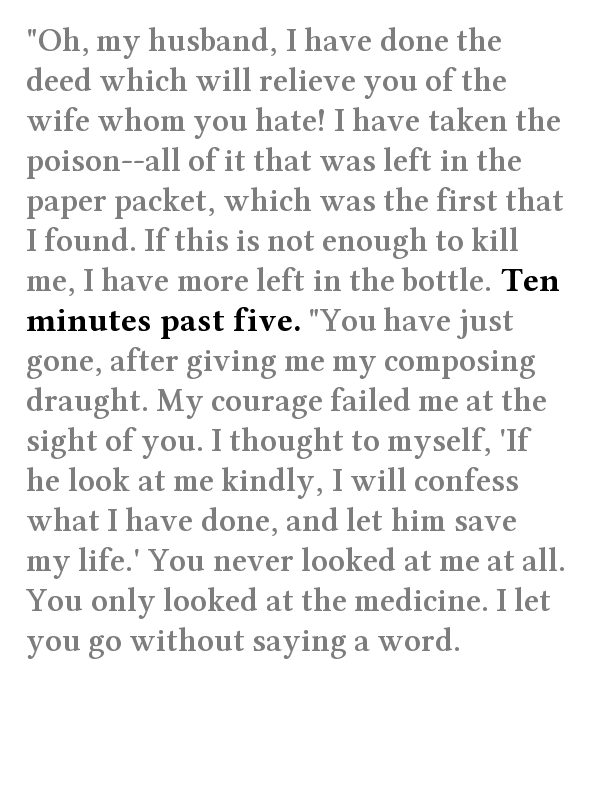 "Oh, my husband, I have done the
deed which will relieve you of the
wife whom you hate! I have taken the
poison--all of it that was left in the
paper packet, which was the first that
I found. If this is not enough to kill
me, I have more left in the bottle. Ten
minutes past five. "You have just
gone, after giving me my composing
draught. My courage failed me at the
sight of you. I thought to myself, 'If
he look at me kindly, I will confess
what I have done, and let him save
my life.' You never looked at me at all.
You only looked at the medicine. I let
you go without saying a word.